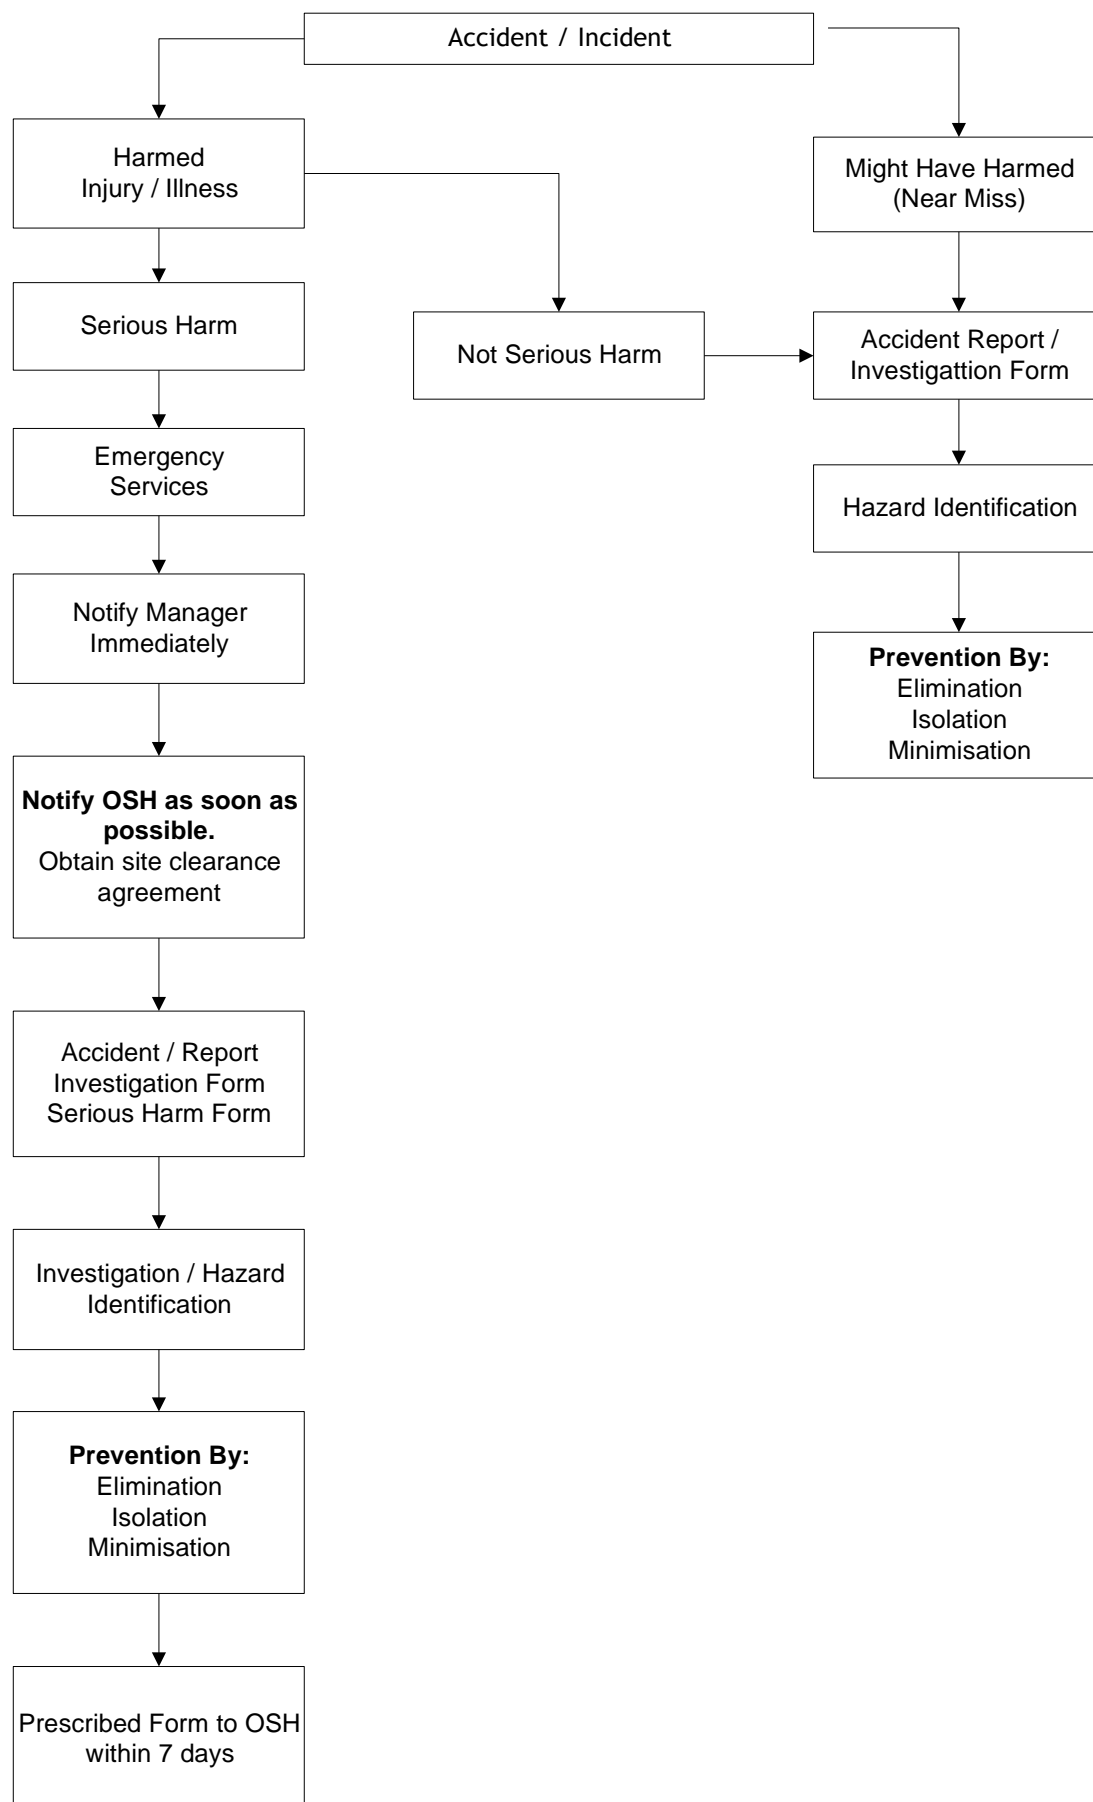 Accident / Incident
Harmed
Injury / Illness
Might Have Harmed
(Near Miss)
Serious Harm
Not Serious Harm
Accident Report /
Investigattion Form
Emergency
Services
Hazard Identification
Notify Manager
Immediately
Prevention By:
Elimination
Isolation
Minimisation
Notify OSH as soon as
possible.
Obtain site clearance
agreement
Accident / Report
Investigation Form
Serious Harm Form
Investigation / Hazard
Identification
Prevention By:
Elimination
Isolation
Minimisation
Prescribed Form to OSH
within 7 days